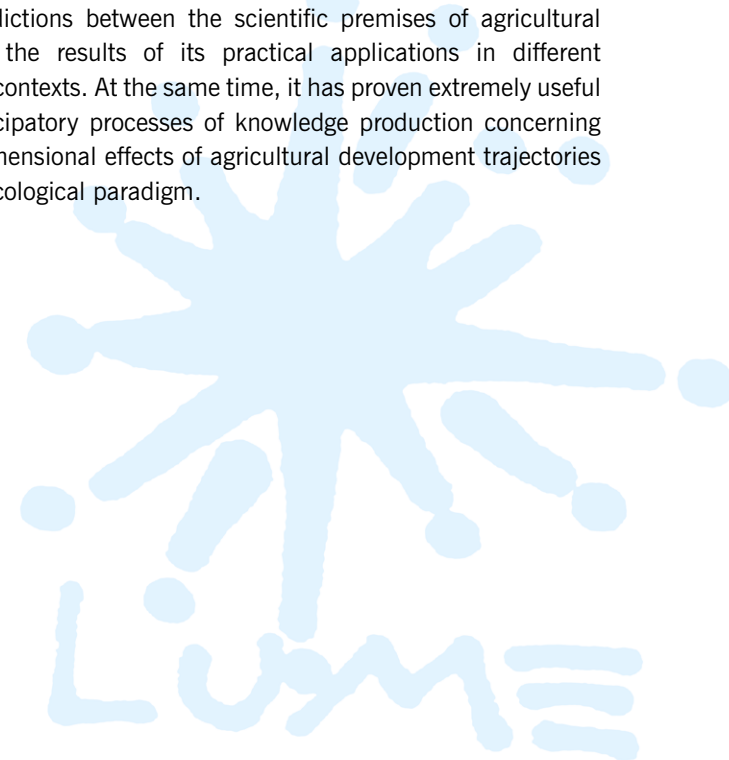 dictions between the scientific premises of agricultural
the results of its practical applications in different
contexts. At the same time, it has proven extremely useful
cipatory processes of knowledge production concerning
nensional effects of agricultural development trajectories
cological paradigm.
LUME